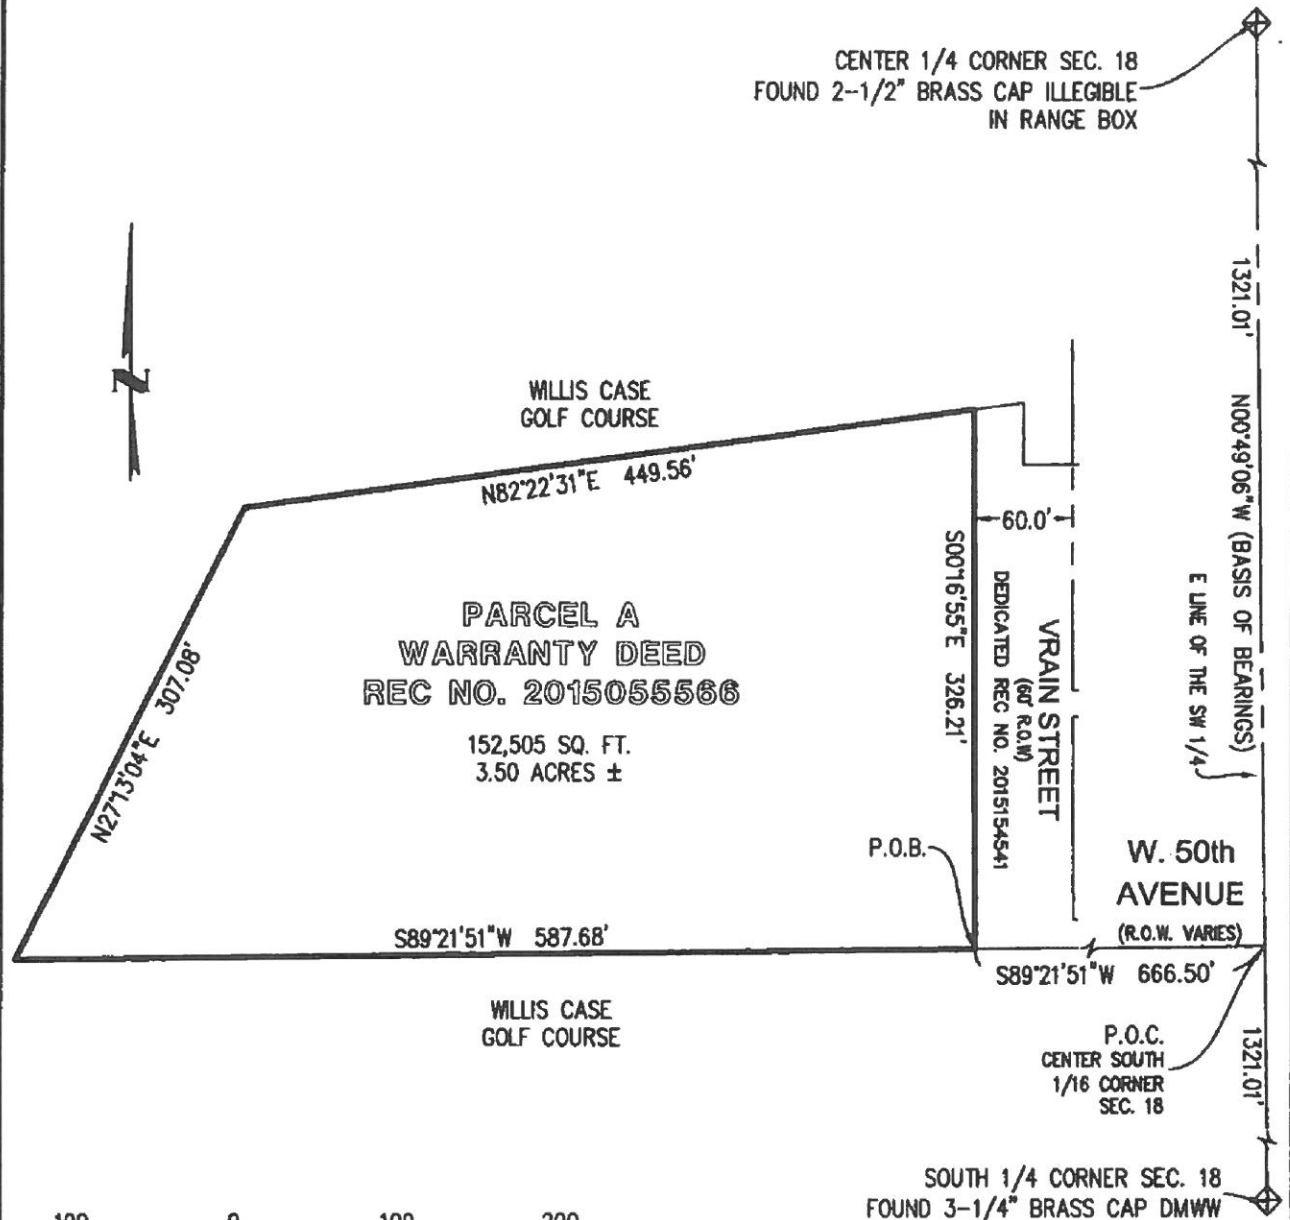 CENTER 1/4 CORNER SEC. 18
FOUND 2-1/2" BRASS CAP ILLEGIBLE
IN RANGE BOX
1321.01' N00°49'06"W (BASIS OF BEARINGS)
E LINE OF THE SW 1/4
N
WILLIS CASE
GOLF COURSE
N82°22'31"E 449.56'
60.0'
S00°16'55"E 326.21'
DEDICATED REC NO. 2015154541
(60' R.O.W)
VRAIN STREET
PARCEL A
WARRANTY DEED
REC NO. 2015055566
152,505 SQ. FT.
3.50 ACRES ±
N27°13'04"E 307.08'
P.O.B.
W. 50th
AVENUE
(R.O.W. VARIES)
S89°21'51"W 587.68'
S89°21'51"W 666.50'
WILLIS CASE
GOLF COURSE
P.O.C.
CENTER SOUTH
1/16 CORNER
SEC. 18
1321.01'
SOUTH 1/4 CORNER SEC. 18
FOUND 3-1/4" BRASS CAP DMWW
100 0 100 200